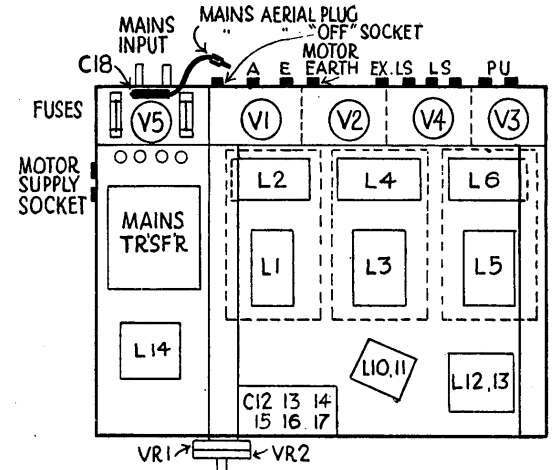 MAINS AERIAL PLUG
" " "OFF" SOCKET
MAINS INPUT
MOTOR EARTH
C18
A E EX.LS LS PU
FUSES
V5 V1 V2 V4 V3
MOTOR SUPPLY SOCKET
L2 L4 L6
MAINS TR'SF'R
L1 L3 L5
L14
L10,11
L12,13
C12 13 14
15 16 17
VR1 VR2